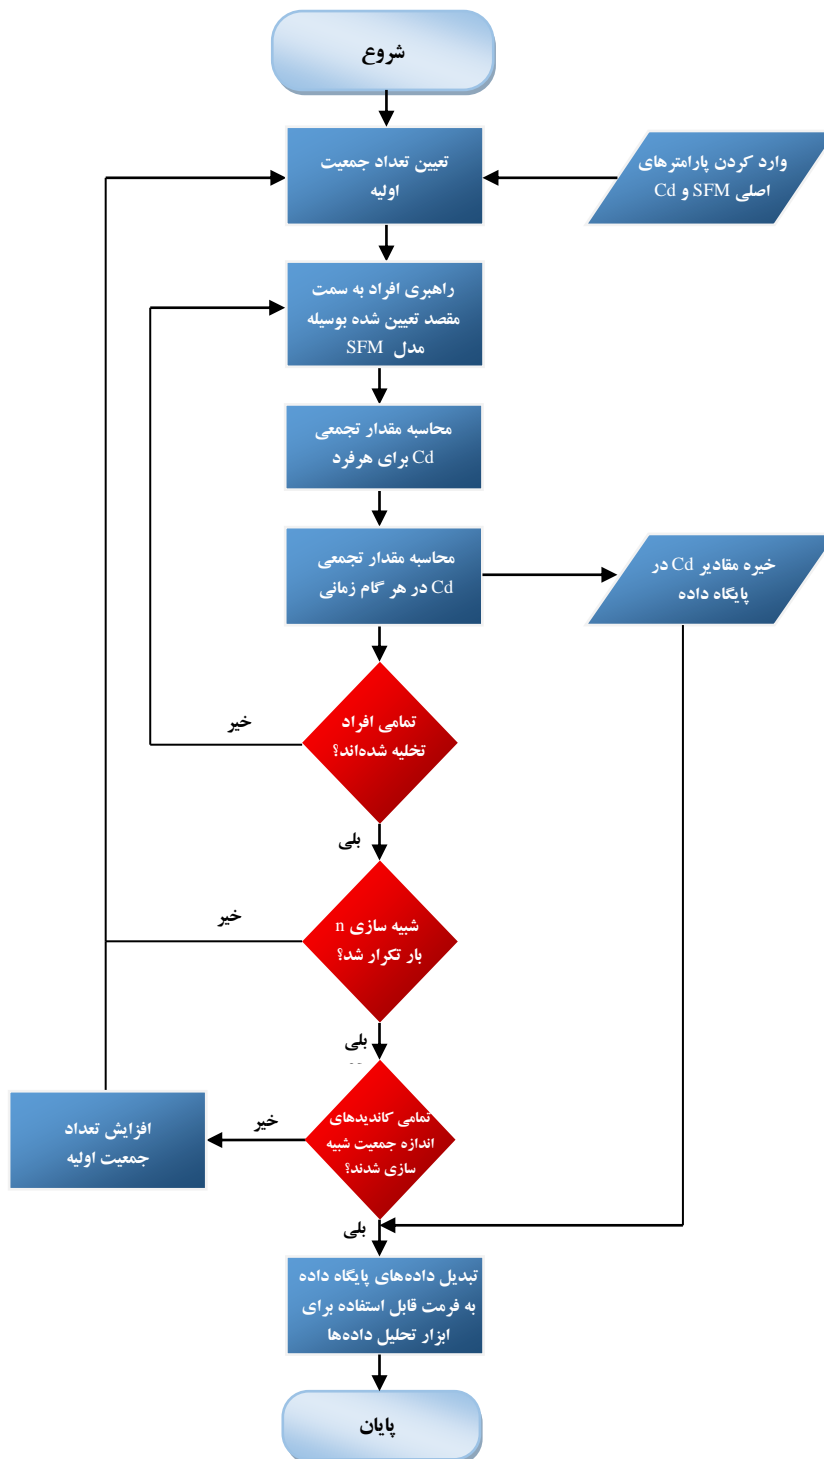 شروع
تعیین تعداد جمعیت
اولیه
وارد کردن پارامترهای
اصلی SFM و Cd
راهبری افراد به سمت
مقصد تعیین شده بوسیله
مدل SFM
محاسبه مقدار تجمعی
Cd برای هرفرد
محاسبه مقدار تجمعی
Cd در هر گام زمانی
خیره مقادیر Cd در
پایگاه داده
تمامی افراد
تخلیه شده‌اند؟
خیر
بلی
شبیه سازی n
بار تکرار شد؟
خیر
بلی
تمامی کاندیدهای
اندازه جمعیت شبیه
سازی شدند؟
خیر
افزایش تعداد
جمعیت اولیه
بلی
تبدیل داده‌های پایگاه داده
به فرمت قابل استفاده برای
ابزار تحلیل داده‌ها
پایان